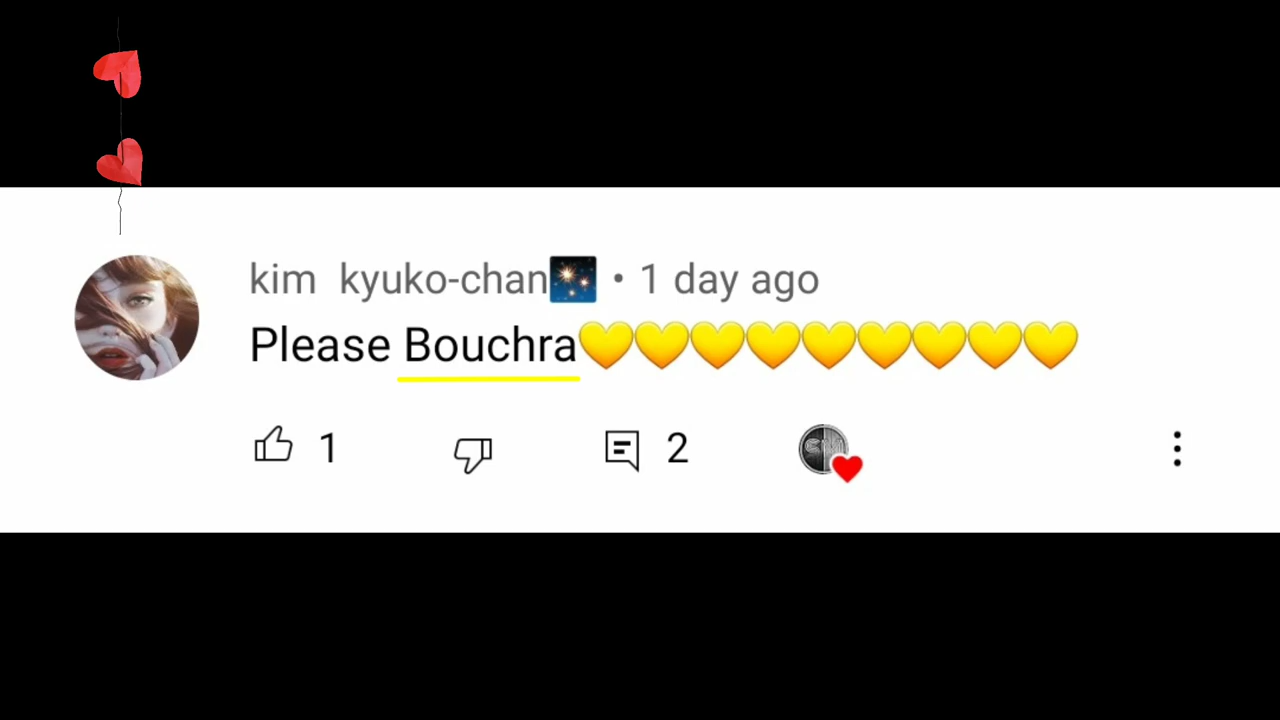 kim kyuko-chan🎇 • 1 day ago
Please Bouchra💛💛💛💛💛💛💛💛💛
1 2